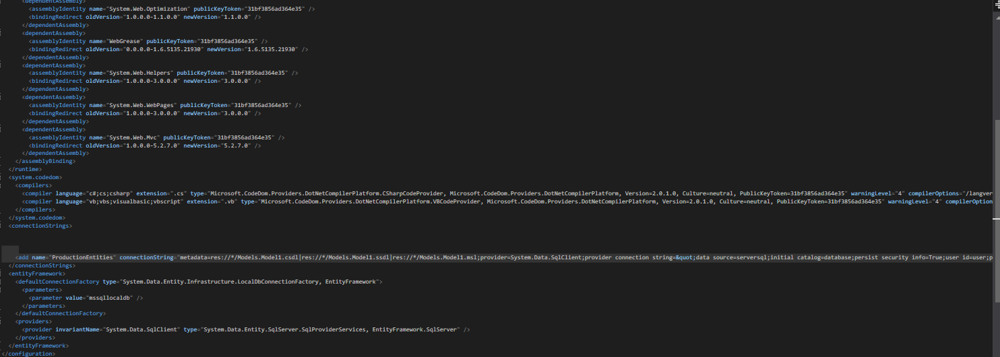 <dependentAssembly>
<assemblyIdentity name="System.Web.Optimization" publicKeyToken="31bf3856ad364e35" />
<bindingRedirect oldVersion="1.0.0.0-1.1.0.0" newVersion="1.1.0.0" />
</dependentAssembly>
<dependentAssembly>
<assemblyIdentity name="WebGrease" publicKeyToken="31bf3856ad364e35" />
<bindingRedirect oldVersion="0.0.0.0-1.6.5135.21930" newVersion="1.6.5135.21930" />
</dependentAssembly>
<dependentAssembly>
<assemblyIdentity name="System.Web.Helpers" publicKeyToken="31bf3856ad364e35" />
<bindingRedirect oldVersion="1.0.0.0-3.0.0.0" newVersion="3.0.0.0" />
</dependentAssembly>
<dependentAssembly>
<assemblyIdentity name="System.Web.WebPages" publicKeyToken="31bf3856ad364e35" />
<bindingRedirect oldVersion="1.0.0.0-3.0.0.0" newVersion="3.0.0.0" />
</dependentAssembly>
<dependentAssembly>
<assemblyIdentity name="System.Web.Mvc" publicKeyToken="31bf3856ad364e35" />
<bindingRedirect oldVersion="1.0.0.0-5.2.7.0" newVersion="5.2.7.0" />
</dependentAssembly>
</assemblyBinding>
</runtime>
<system.codedom>
<compilers>
<compiler language="c#;cs;csharp" extension=".cs" type="Microsoft.CodeDom.Providers.DotNetCompilerPlatform.CSharpCodeProvider, Microsoft.CodeDom.Providers.DotNetCompilerPlatform, Version=2.0.1.0, Culture=neutral, PublicKeyToken=31bf3856ad364e35" warningLevel="4" compilerOptions="/langver
<compiler language="vb;vbs;visualbasic;vbscript" extension=".vb" type="Microsoft.CodeDom.Providers.DotNetCompilerPlatform.VBCodeProvider, Microsoft.CodeDom.Providers.DotNetCompilerPlatform, Version=2.0.1.0, Culture=neutral, PublicKeyToken=31bf3856ad364e35" warningLevel="4" compilerOption
</compilers>
</system.codedom>
<connectionStrings>
<add name="ProductionEntities" connectionString="metadata=res://*/Models.Model1.csdl|res://*/Models.Model1.ssdl|res://*/Models.Model1.msl;provider=System.Data.SqlClient;provider connection string=&quot;data source=serversql;initial catalog=database;persist security info=True;user id=user;p
</connectionStrings>
<entityFramework>
<defaultConnectionFactory type="System.Data.Entity.Infrastructure.LocalDbConnectionFactory, EntityFramework">
<parameters>
<parameter value="mssqllocaldb" />
</parameters>
</defaultConnectionFactory>
<providers>
<provider invariantName="System.Data.SqlClient" type="System.Data.Entity.SqlServer.SqlProviderServices, EntityFramework.SqlServer" />
</providers>
</entityFramework>
</configuration>